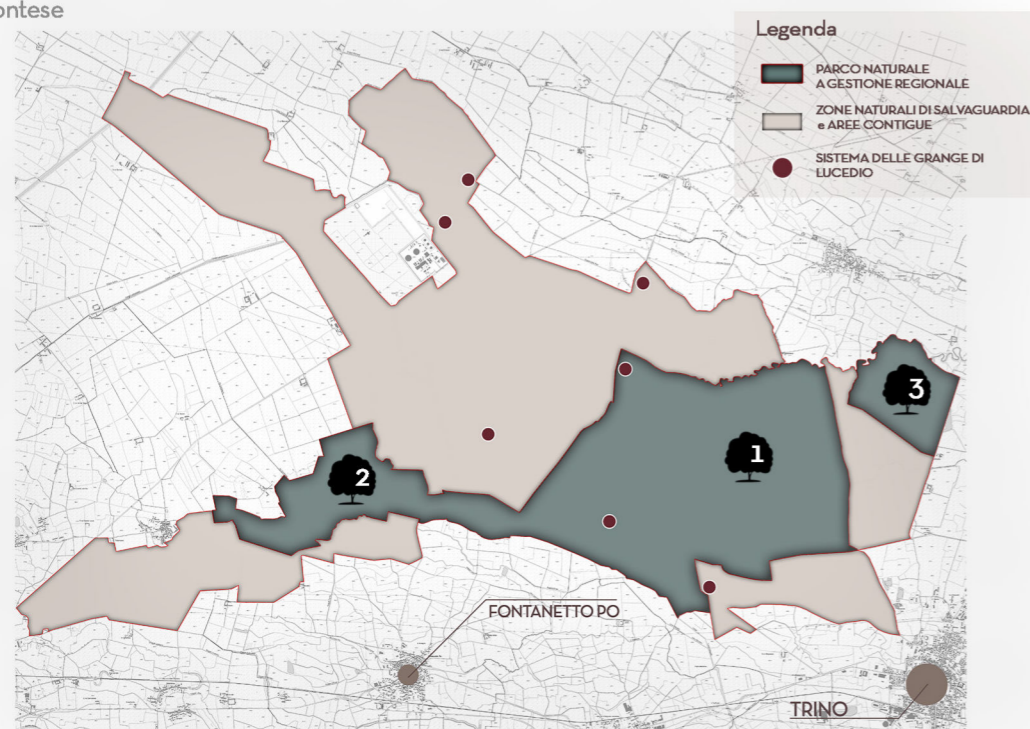 ontese
Legenda
PARCO NATURALE
A GESTIONE REGIONALE
ZONE NATURALI DI SALVAGUARDIA
e AREE CONTIGUE
SISTEMA DELLE GRANGE DI
LUCEDIO
3
1
2
FONTANETTO PO
TRINO